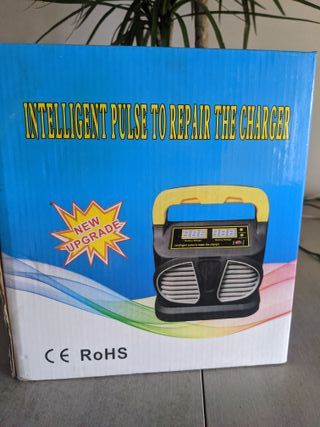 INTELLIGENT PULSE TO REPAIR THE CHARGER
NEW
UPGRADE
CE RoHS